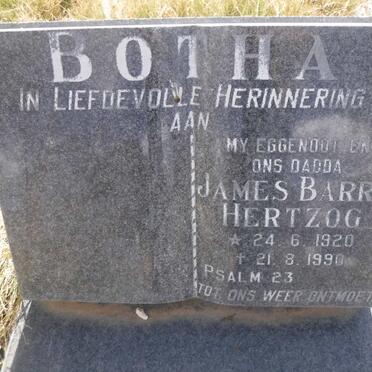 BOTHA
IN LIEFDEVOLLE HERINNERING
AAN
MY EGGENOOT EN
ONS DADDA
JAMES BARR
HERTZOG
* 24. 6. 1920
† 21. 8. 1990
PSALM 23
TOT ONS WEER ONTMOET